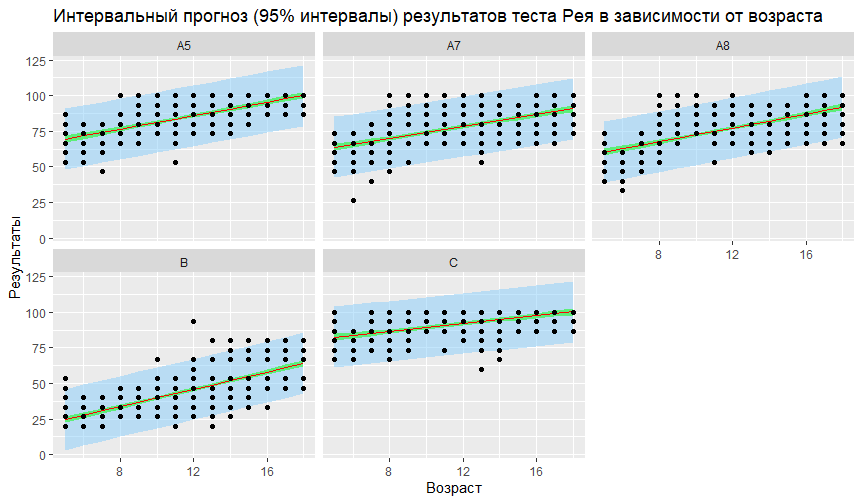 Интервальный прогноз (95% интервалы) результатов теста Рея в зависимости от возраста
A5
A7
A8
125
100
75
50
25
0
8
12
16
B
C
125
100
75
50
25
0
8
12
16
8
12
16
Результаты
Возраст